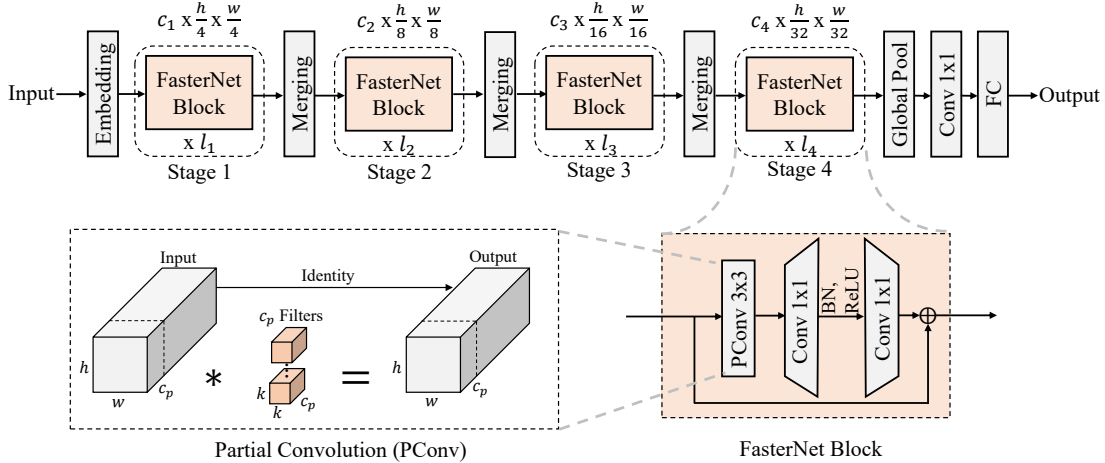 c₁ x h/4 x w/4
c₂ x h/8 x w/8
c₃ x h/16 x w/16
c₄ x h/32 x w/32
Input
Embedding
FasterNet
Block
x l₁
Stage 1
Merging
FasterNet
Block
x l₂
Stage 2
Merging
FasterNet
Block
x l₃
Stage 3
Merging
FasterNet
Block
x l₄
Stage 4
Global Pool
Conv 1x1
FC
Output
Input
Identity
Output
h
w
cₚ
cₚ Filters
*
k
k
cₚ
=
h
w
cₚ
Partial Convolution (PConv)
PConv 3x3
Conv 1x1
BN,
ReLU
Conv 1x1
FasterNet Block